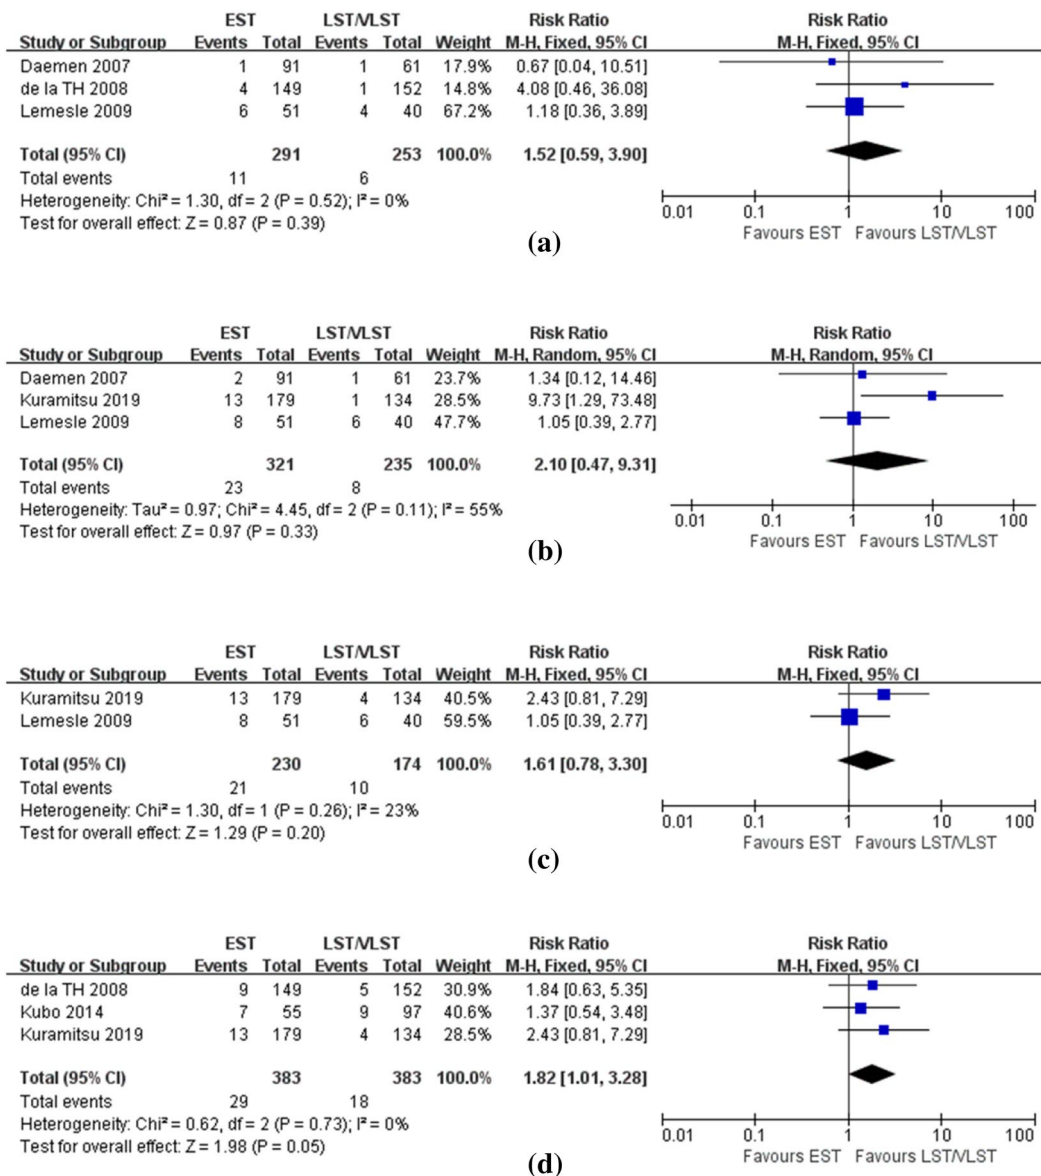 EST LST/VLST Risk Ratio Risk Ratio
Study or Subgroup Events Total Events Total Weight M-H, Fixed, 95% CI M-H, Fixed, 95% CI
Daemen 2007 1 91 1 61 17.9% 0.67 [0.04, 10.51]
de la TH 2008 4 149 1 152 14.8% 4.08 [0.46, 36.08]
Lemesle 2009 6 51 4 40 67.2% 1.18 [0.36, 3.89]
Total (95% CI) 291 253 100.0% 1.52 [0.59, 3.90]
Total events 11 6
Heterogeneity: Chi² = 1.30, df = 2 (P = 0.52); I² = 0%
Test for overall effect: Z = 0.87 (P = 0.39)
0.01 0.1 1 10 100
Favours EST Favours LST/VLST
(a)
EST LST/VLST Risk Ratio Risk Ratio
Study or Subgroup Events Total Events Total Weight M-H, Random, 95% CI M-H, Random, 95% CI
Daemen 2007 2 91 1 61 23.7% 1.34 [0.12, 14.46]
Kuramitsu 2019 13 179 1 134 28.5% 9.73 [1.29, 73.48]
Lemesle 2009 8 51 6 40 47.7% 1.05 [0.39, 2.77]
Total (95% CI) 321 235 100.0% 2.10 [0.47, 9.31]
Total events 23 8
Heterogeneity: Tau² = 0.97; Chi² = 4.45, df = 2 (P = 0.11); I² = 55%
Test for overall effect: Z = 0.97 (P = 0.33)
0.01 0.1 1 10 100
Favours EST Favours LST/VLST
(b)
EST LST/VLST Risk Ratio Risk Ratio
Study or Subgroup Events Total Events Total Weight M-H, Fixed, 95% CI M-H, Fixed, 95% CI
Kuramitsu 2019 13 179 4 134 40.5% 2.43 [0.81, 7.29]
Lemesle 2009 8 51 6 40 59.5% 1.05 [0.39, 2.77]
Total (95% CI) 230 174 100.0% 1.61 [0.78, 3.30]
Total events 21 10
Heterogeneity: Chi² = 1.30, df = 1 (P = 0.26); I² = 23%
Test for overall effect: Z = 1.29 (P = 0.20)
0.01 0.1 1 10 100
Favours EST Favours LST/VLST
(c)
EST LST/VLST Risk Ratio Risk Ratio
Study or Subgroup Events Total Events Total Weight M-H, Fixed, 95% CI M-H, Fixed, 95% CI
de la TH 2008 9 149 5 152 30.9% 1.84 [0.63, 5.35]
Kubo 2014 7 55 9 97 40.6% 1.37 [0.54, 3.48]
Kuramitsu 2019 13 179 4 134 28.5% 2.43 [0.81, 7.29]
Total (95% CI) 383 383 100.0% 1.82 [1.01, 3.28]
Total events 29 18
Heterogeneity: Chi² = 0.62, df = 2 (P = 0.73); I² = 0%
Test for overall effect: Z = 1.98 (P = 0.05)
0.01 0.1 1 10 100
Favours EST Favours LST/VLST
(d)